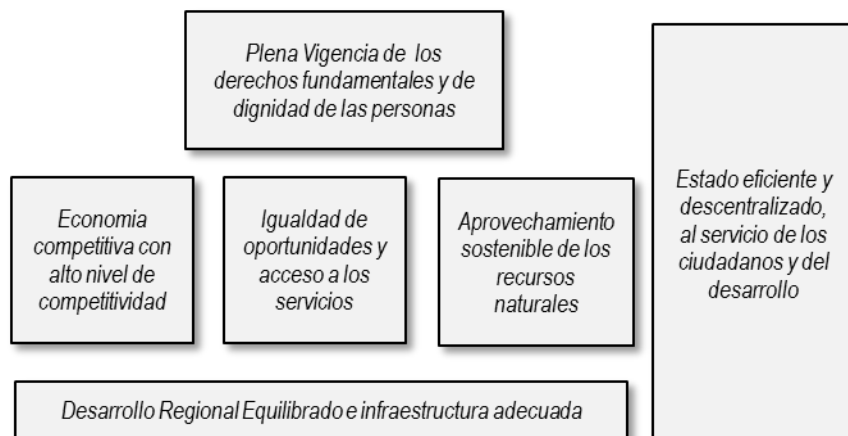 Plena Vigencia de los
derechos fundamentales y de
dignidad de las personas
Economia
competitiva con
alto nivel de
competitividad
Igualdad de
oportunidades y
acceso a los
servicios
Aprovechamiento
sostenible de los
recursos
naturales
Estado eficiente y
descentralizado,
al servicio de los
ciudadanos y del
desarrollo
Desarrollo Regional Equilibrado e infraestructura adecuada